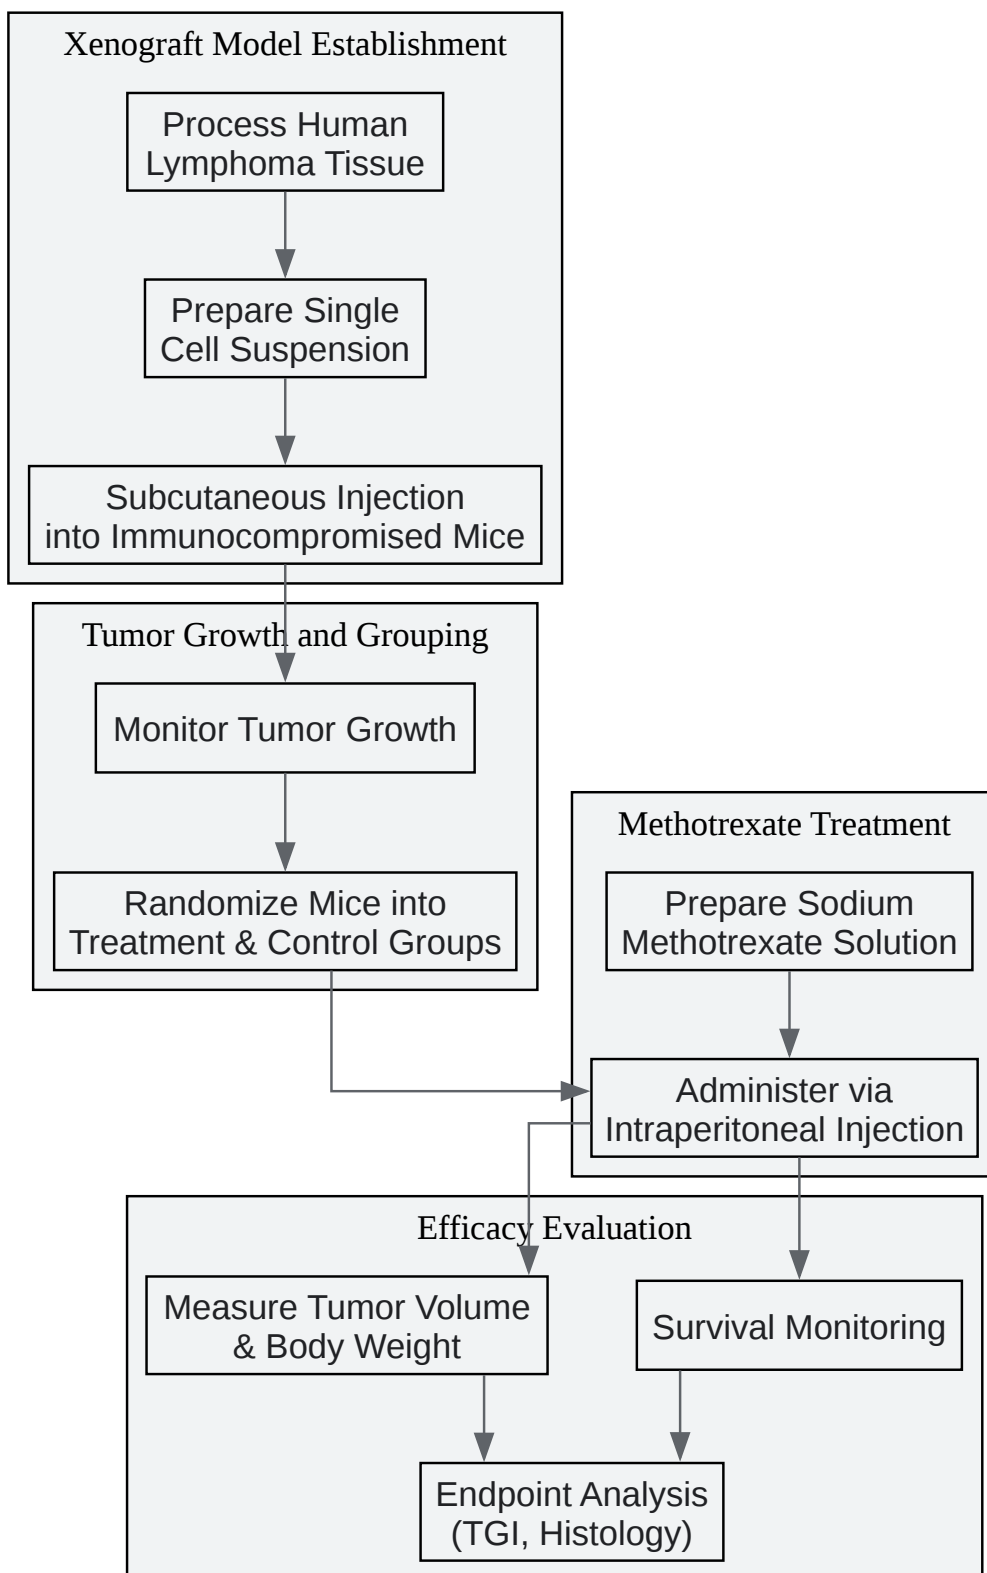 Xenograft Model Establishment
Process Human
Lymphoma Tissue
Prepare Single
Cell Suspension
Subcutaneous Injection
into Immunocompromised Mice
Tumor Growth and Grouping
Monitor Tumor Growth
Randomize Mice into
Treatment & Control Groups
Methotrexate Treatment
Prepare Sodium
Methotrexate Solution
Administer via
Intraperitoneal Injection
Efficacy Evaluation
Measure Tumor Volume
& Body Weight
Survival Monitoring
Endpoint Analysis
(TGI, Histology)